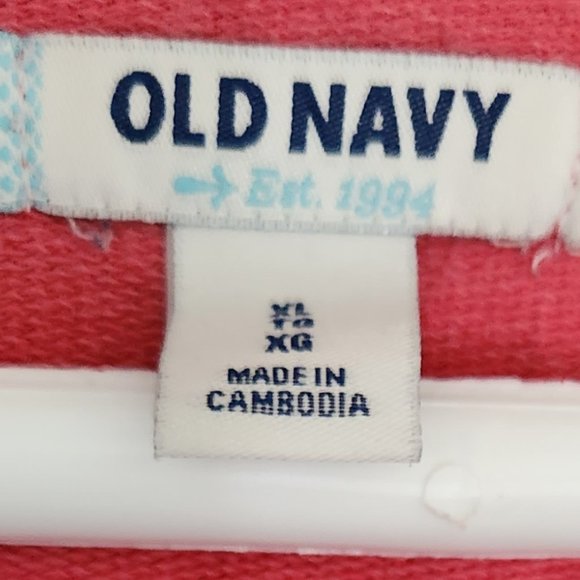 OLD NAVY
Est. 1994
XL
TG
XG
MADE IN
CAMBODIA